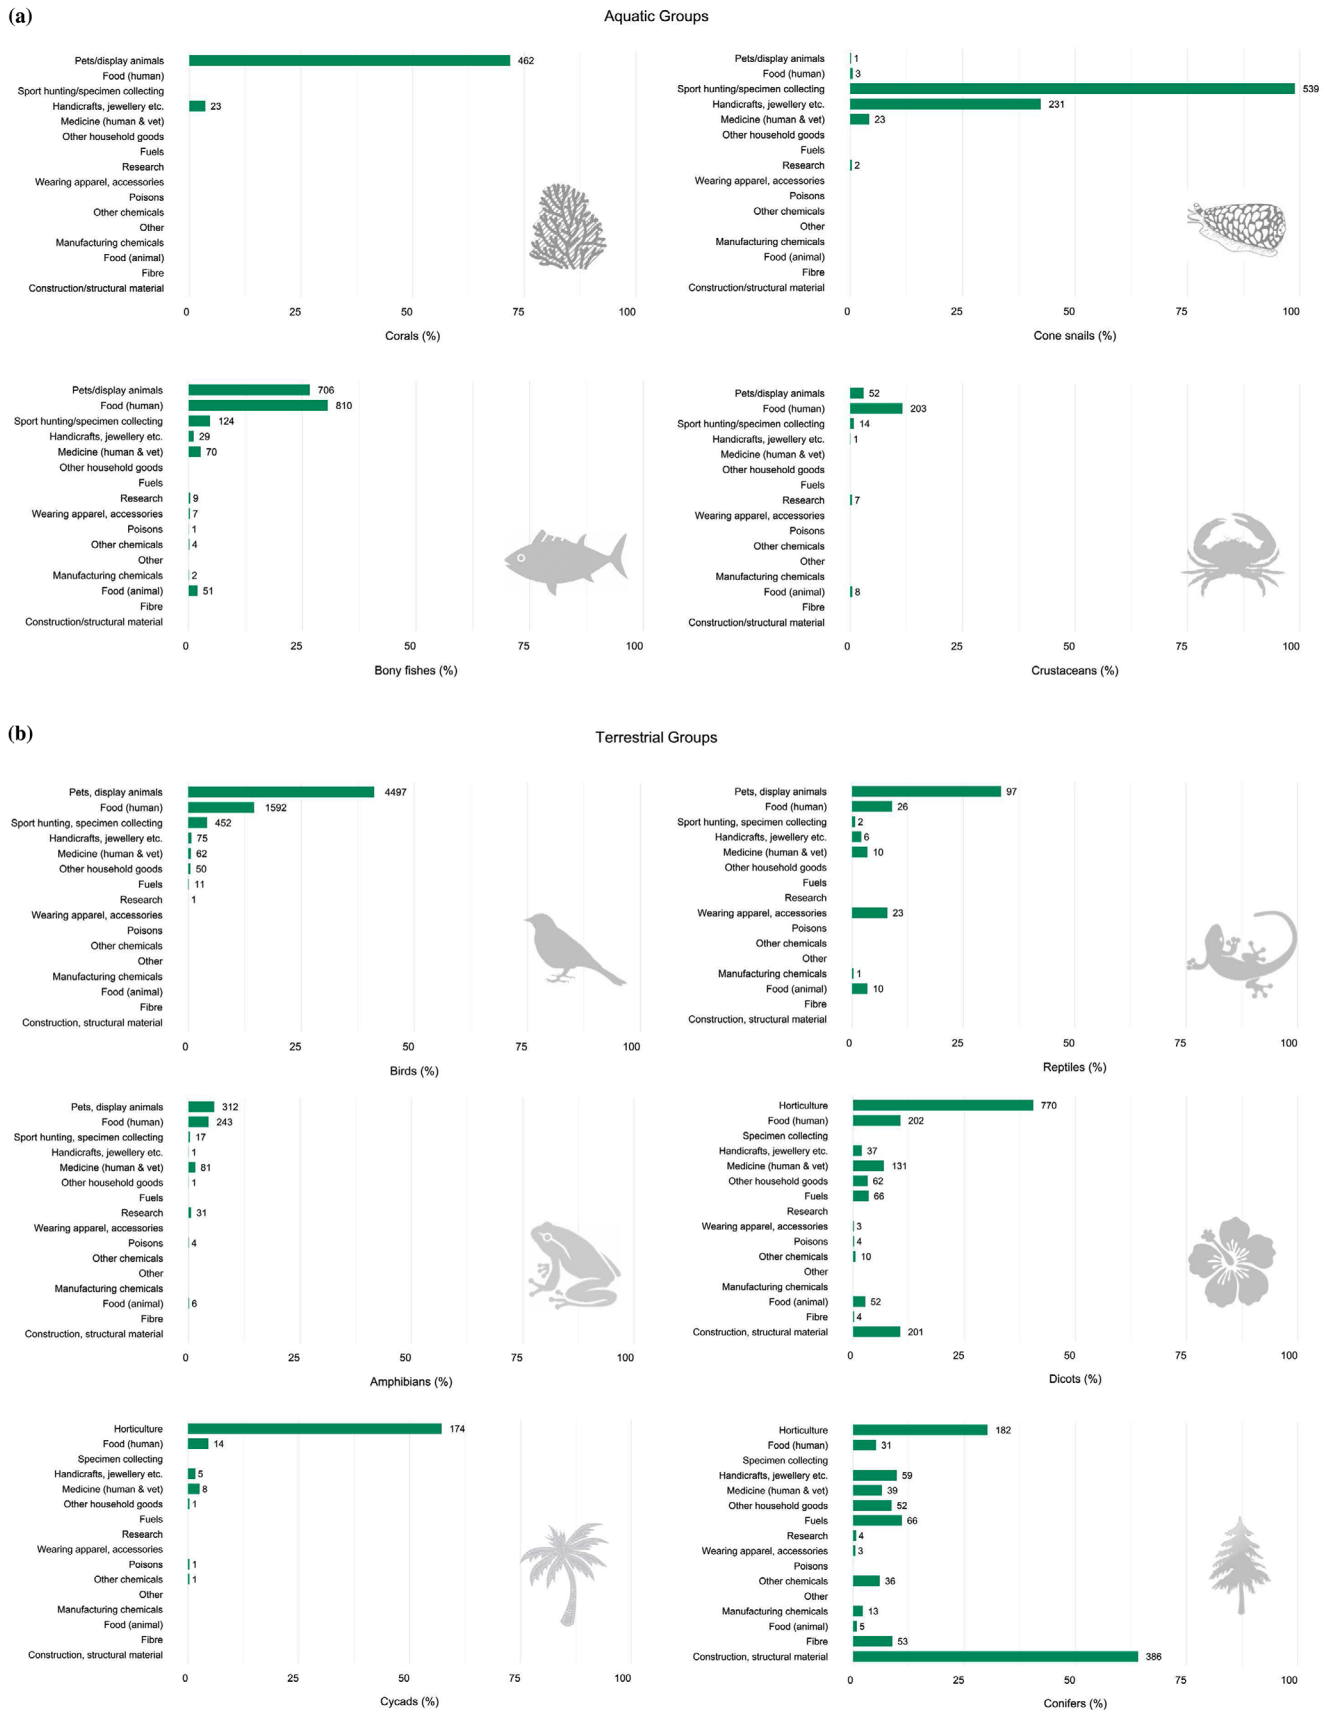 (a)
Aquatic Groups
Pets/display animals 462
Food (human)
Sport hunting/specimen collecting
Handicrafts, jewellery etc. 23
Medicine (human & vet)
Other household goods
Fuels
Research
Wearing apparel, accessories
Poisons
Other chemicals
Other
Manufacturing chemicals
Food (animal)
Fibre
Construction/structural material
0 25 50 75 100
Corals (%)
Pets/display animals 1
Food (human) 3
Sport hunting/specimen collecting 539
Handicrafts, jewellery etc. 231
Medicine (human & vet) 23
Other household goods
Fuels
Research 2
Wearing apparel, accessories
Poisons
Other chemicals
Other
Manufacturing chemicals
Food (animal)
Fibre
Construction/structural material
0 25 50 75 100
Cone snails (%)
Pets/display animals 706
Food (human) 810
Sport hunting/specimen collecting 124
Handicrafts, jewellery etc. 29
Medicine (human & vet) 70
Other household goods
Fuels
Research 9
Wearing apparel, accessories 7
Poisons 1
Other chemicals 4
Other
Manufacturing chemicals 2
Food (animal) 51
Fibre
Construction/structural material
0 25 50 75 100
Bony fishes (%)
Pets/display animals 52
Food (human) 203
Sport hunting/specimen collecting 14
Handicrafts, jewellery etc. 1
Medicine (human & vet)
Other household goods
Fuels
Research 7
Wearing apparel, accessories
Poisons
Other chemicals
Other
Manufacturing chemicals
Food (animal) 8
Fibre
Construction/structural material
0 25 50 75 100
Crustaceans (%)
(b)
Terrestrial Groups
Pets, display animals 4497
Food (human) 1592
Sport hunting, specimen collecting 452
Handicrafts, jewellery etc. 75
Medicine (human & vet) 62
Other household goods 50
Fuels 11
Research 1
Wearing apparel, accessories
Poisons
Other chemicals
Other
Manufacturing chemicals
Food (animal)
Fibre
Construction, structural material
0 25 50 75 100
Birds (%)
Pets, display animals 97
Food (human) 26
Sport hunting, specimen collecting 2
Handicrafts, jewellery etc. 6
Medicine (human & vet) 10
Other household goods
Fuels
Research
Wearing apparel, accessories 23
Poisons
Other chemicals
Other
Manufacturing chemicals 1
Food (animal) 10
Fibre
Construction, structural material
0 25 50 75 100
Reptiles (%)
Pets, display animals 312
Food (human) 243
Sport hunting, specimen collecting 17
Handicrafts, jewellery etc. 1
Medicine (human & vet) 81
Other household goods 1
Fuels
Research 31
Wearing apparel, accessories
Poisons 4
Other chemicals
Other
Manufacturing chemicals
Food (animal) 6
Fibre
Construction, structural material
0 25 50 75 100
Amphibians (%)
Horticulture 770
Food (human) 202
Specimen collecting
Handicrafts, jewellery etc. 37
Medicine (human & vet) 131
Other household goods 62
Fuels 66
Research
Wearing apparel, accessories 3
Poisons 4
Other chemicals 10
Other
Manufacturing chemicals
Food (animal) 52
Fibre 4
Construction, structural material 201
0 25 50 75 100
Dicots (%)
Horticulture 174
Food (human) 14
Specimen collecting
Handicrafts, jewellery etc. 5
Medicine (human & vet) 8
Other household goods 1
Fuels
Research
Wearing apparel, accessories
Poisons 1
Other chemicals 1
Other
Manufacturing chemicals
Food (animal)
Fibre
Construction, structural material
0 25 50 75 100
Cycads (%)
Horticulture 182
Food (human) 31
Specimen collecting
Handicrafts, jewellery etc. 59
Medicine (human & vet) 39
Other household goods 52
Fuels 66
Research 4
Wearing apparel, accessories 3
Poisons
Other chemicals 36
Other
Manufacturing chemicals 13
Food (animal) 5
Fibre 53
Construction, structural material 386
0 25 50 75 100
Conifers (%)